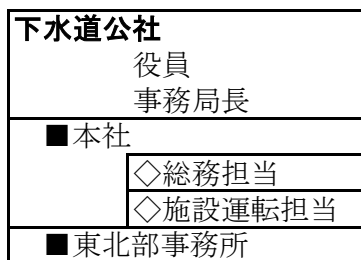 下水道公社
役員
事務局長
■本社
◇総務担当
◇施設運転担当
■東北部事務所